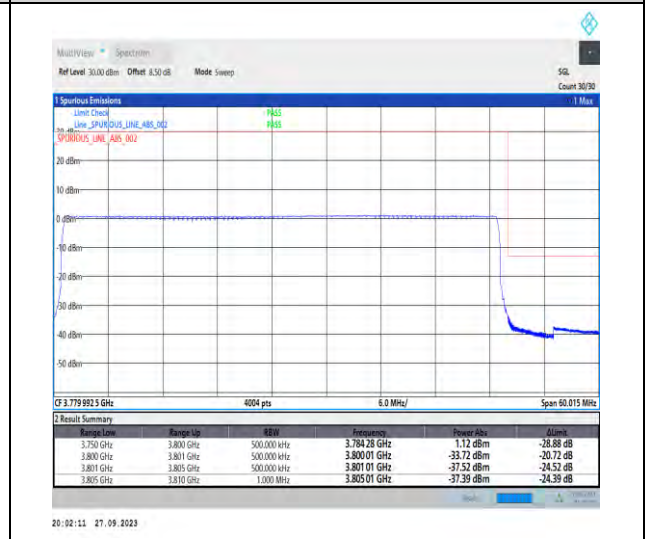 MultiView Spectrum
Ref Level 30.00 dBm Offset 8.50 dB Mode Sweep SGL
Count 30/30
1 Spurious Emissions 1 Max
Limit Check PASS
Line _SPURIOUS_LINE_ABS_002 PASS
_SPURIOUS_LINE_ABS_002
20 dBm
10 dBm
0 dBm
-10 dBm
-20 dBm
-30 dBm
-40 dBm
-50 dBm
CF 3.779 992 5 GHz 4004 pts 6.0 MHz/ Span 60.015 MHz
2 Result Summary
Range Low Range Up RBW Frequency Power Abs ΔLimit
3.750 GHz 3.800 GHz 500.000 kHz 3.784 28 GHz 1.12 dBm -28.88 dB
3.800 GHz 3.801 GHz 500.000 kHz 3.800 01 GHz -33.72 dBm -20.72 dB
3.801 GHz 3.805 GHz 500.000 kHz 3.801 01 GHz -37.52 dBm -24.52 dB
3.805 GHz 3.810 GHz 1.000 MHz 3.805 01 GHz -37.39 dBm -24.39 dB
20:02:11 27.09.2023